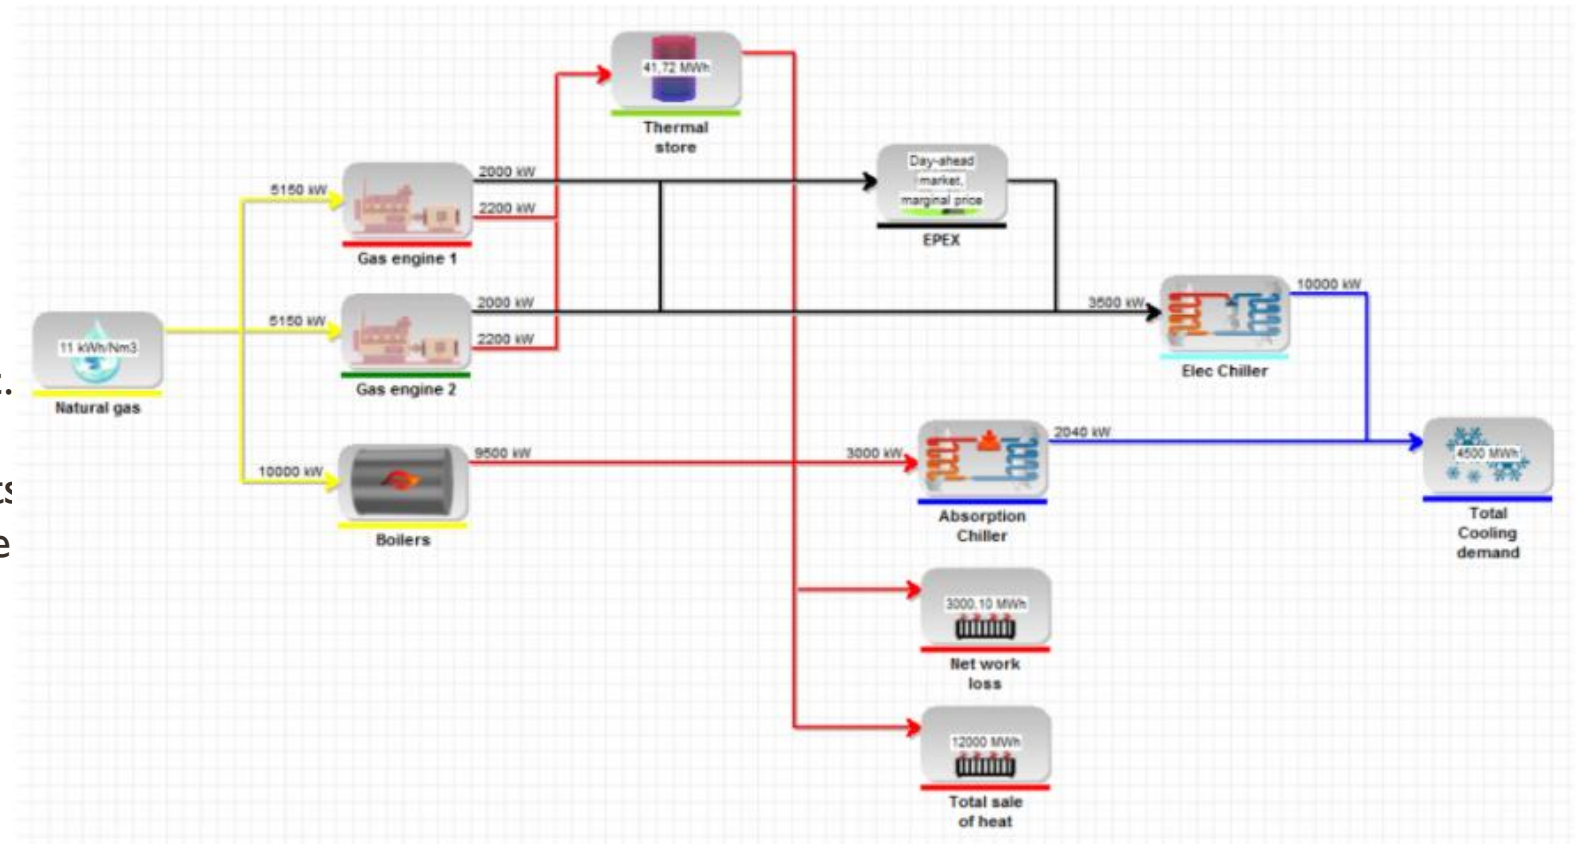 41,72 MWh
Thermal
store
2000 kW
2200 kW
5150 kW
Gas engine 1
Day-ahead
market,
marginal price
EPEX
2000 kW
2200 kW
5150 kW
Gas engine 2
3500 kW
10000 kW
Elec Chiller
11 kWh/Nm3
Natural gas
10000 kW
9500 kW
Boilers
3000 kW
2040 kW
Absorption
Chiller
4500 MWh
Total
Cooling
demand
3000,10 MWh
Net work
loss
12000 MWh
Total sale
of heat